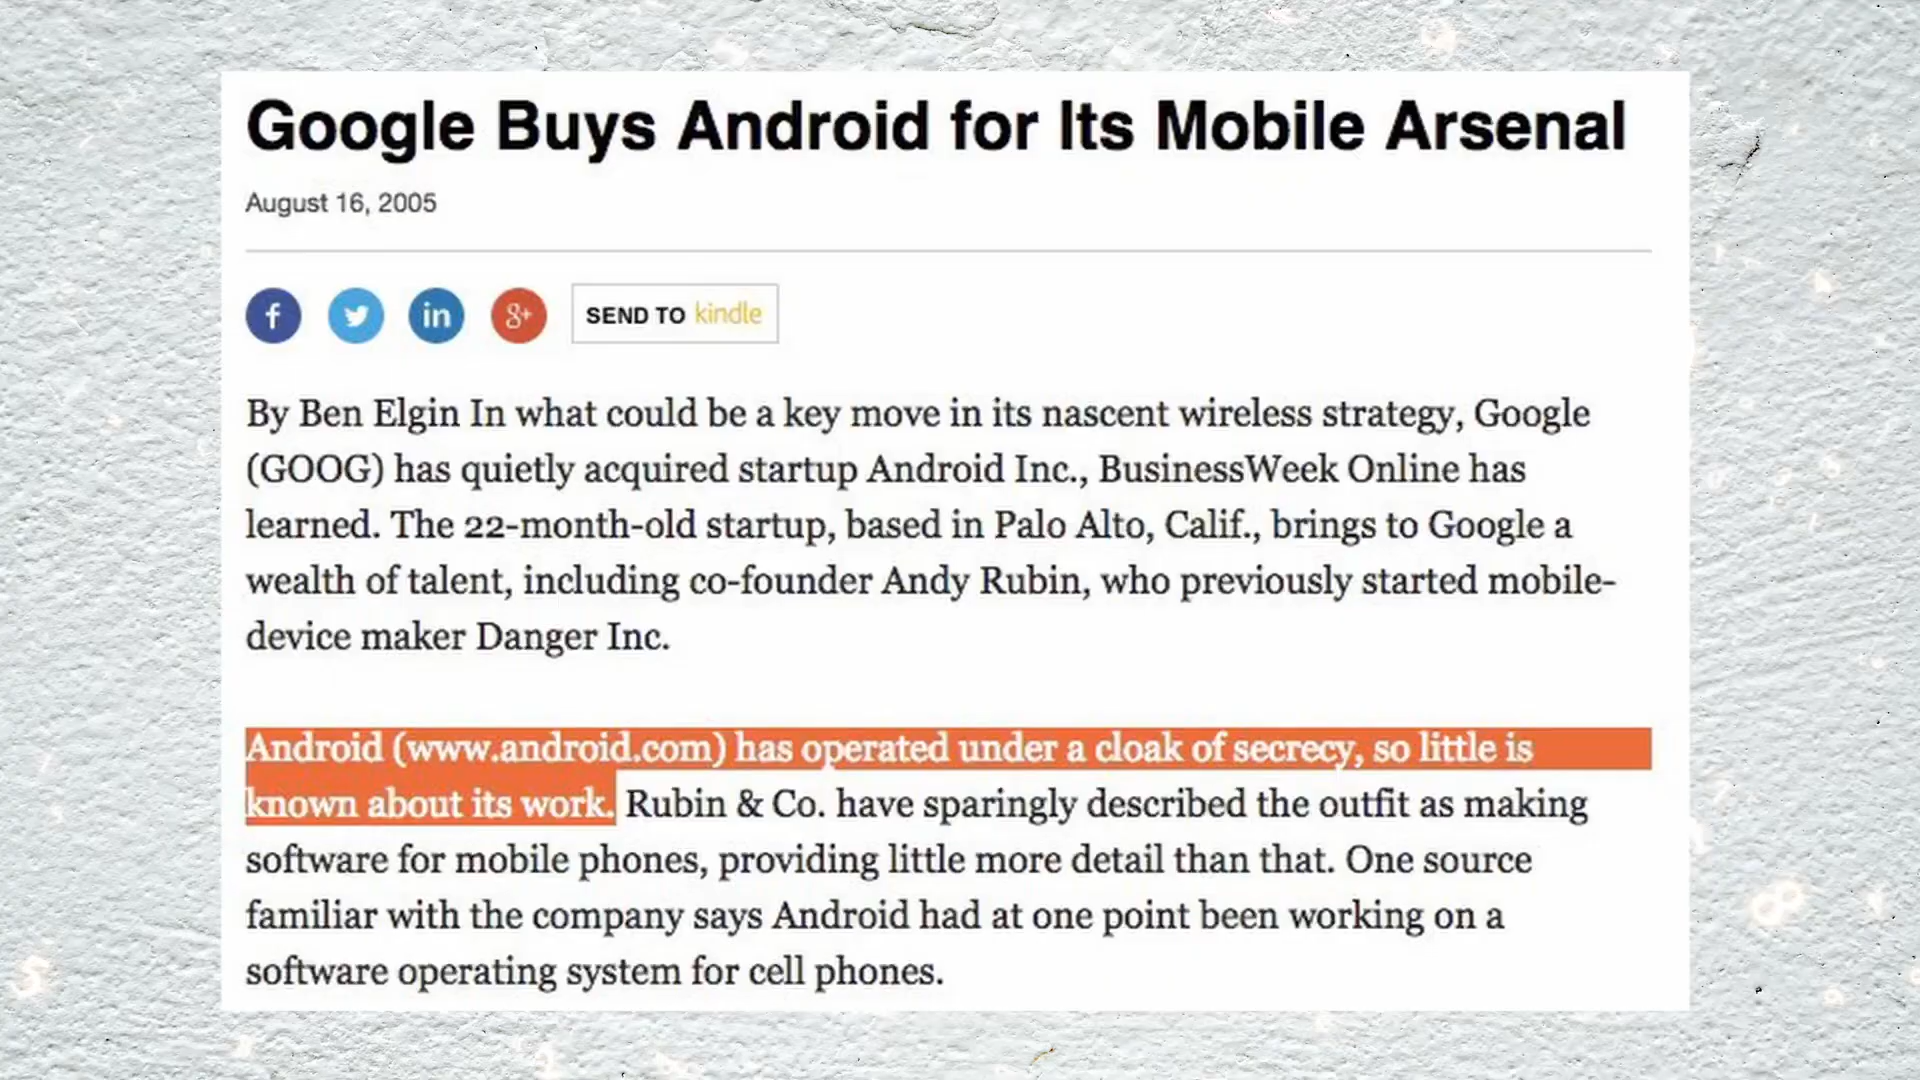 Google Buys Android for Its Mobile Arsenal
August 16, 2005
f in 8+ SEND TO kindle
By Ben Elgin In what could be a key move in its nascent wireless strategy, Google
(GOOG) has quietly acquired startup Android Inc., BusinessWeek Online has
learned. The 22-month-old startup, based in Palo Alto, Calif., brings to Google a
wealth of talent, including co-founder Andy Rubin, who previously started mobile-
device maker Danger Inc.
Android (www.android.com) has operated under a cloak of secrecy, so little is
known about its work. Rubin & Co. have sparingly described the outfit as making
software for mobile phones, providing little more detail than that. One source
familiar with the company says Android had at one point been working on a
software operating system for cell phones.